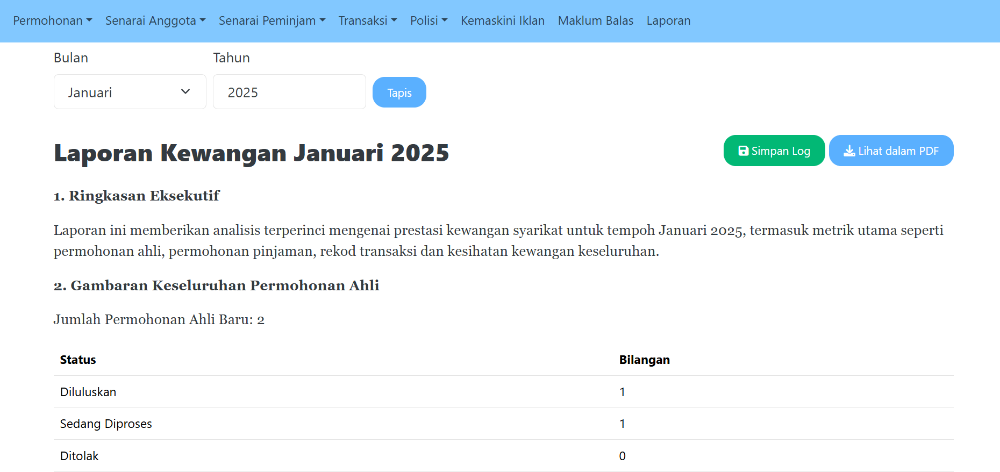 Permohonan Senarai Anggota Senarai Peminjam Transaksi Polisi Kemaskini Iklan Maklum Balas Laporan
Bulan Tahun
Januari 2025 Tapis
Laporan Kewangan Januari 2025 Simpan Log Lihat dalam PDF
1. Ringkasan Eksekutif
Laporan ini memberikan analisis terperinci mengenai prestasi kewangan syarikat untuk tempoh Januari 2025, termasuk metrik utama seperti
permohonan ahli, permohonan pinjaman, rekod transaksi dan kesihatan kewangan keseluruhan.
2. Gambaran Keseluruhan Permohonan Ahli
Jumlah Permohonan Ahli Baru: 2
Status Bilangan
Diluluskan 1
Sedang Diproses 1
Ditolak 0